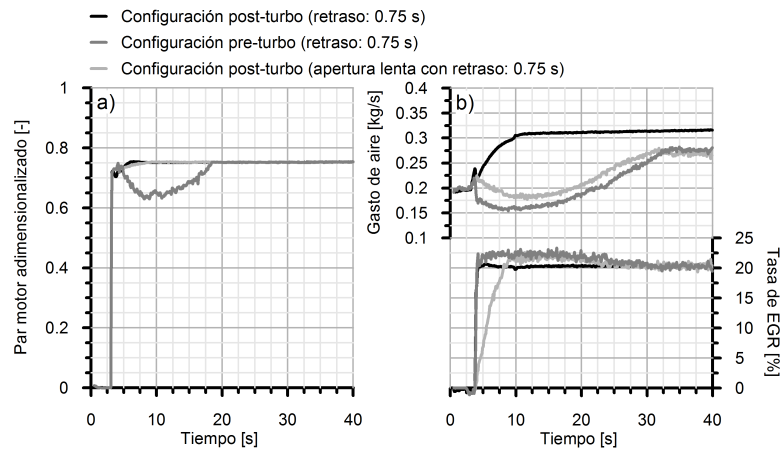 Configuración post-turbo (retraso: 0.75 s)
Configuración pre-turbo (retraso: 0.75 s)
Configuración post-turbo (apertura lenta con retraso: 0.75 s)
a)
Par motor adimensionalizado [-]
1
0.8
0.6
0.4
0.2
0
0 10 20 30 40
Tiempo [s]
b)
Gasto de aire [kg/s]
0.4
0.35
0.3
0.25
0.2
0.15
0.1
25
20
15
10
5
0
Tasa de EGR [%]
0 10 20 30 40
Tiempo [s]